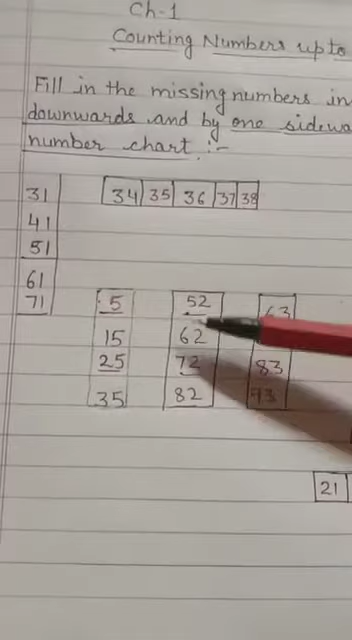 Ch-1
Counting Numbers upto
Fill in the missing numbers in
downwards and by one sidewa
number chart :-
31 34 35 36 37 38
41
51
61
71 5 52 63
15 62
25 72 83
35 82 93
21